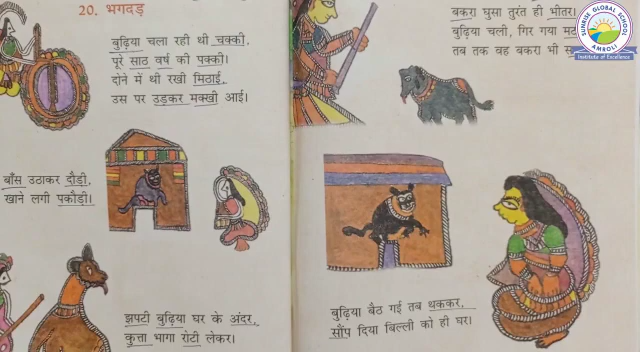 20. भगदड़
बुढ़िया चला रही थी चक्की,
पूरे साठ वर्ष की पक्की।
दोने में थी रखी मिठाई,
उस पर उड़कर मक्खी आई।
बाँस उठाकर दौड़ी,
खाने लगी पकौड़ी।
झपटी बुढ़िया घर के अंदर,
कुत्ता भागा रोटी लेकर।
बकरा घुसा तुरंत ही भीतर।
बुढ़िया चली, गिर गया
तब तक वह बकरा भी
बुढ़िया बैठ गई तब थककर,
सौंप दिया बिल्ली को ही घर।
SUNRISE GLOBAL SCHOOL
AMBOLI
Institute of Excellence